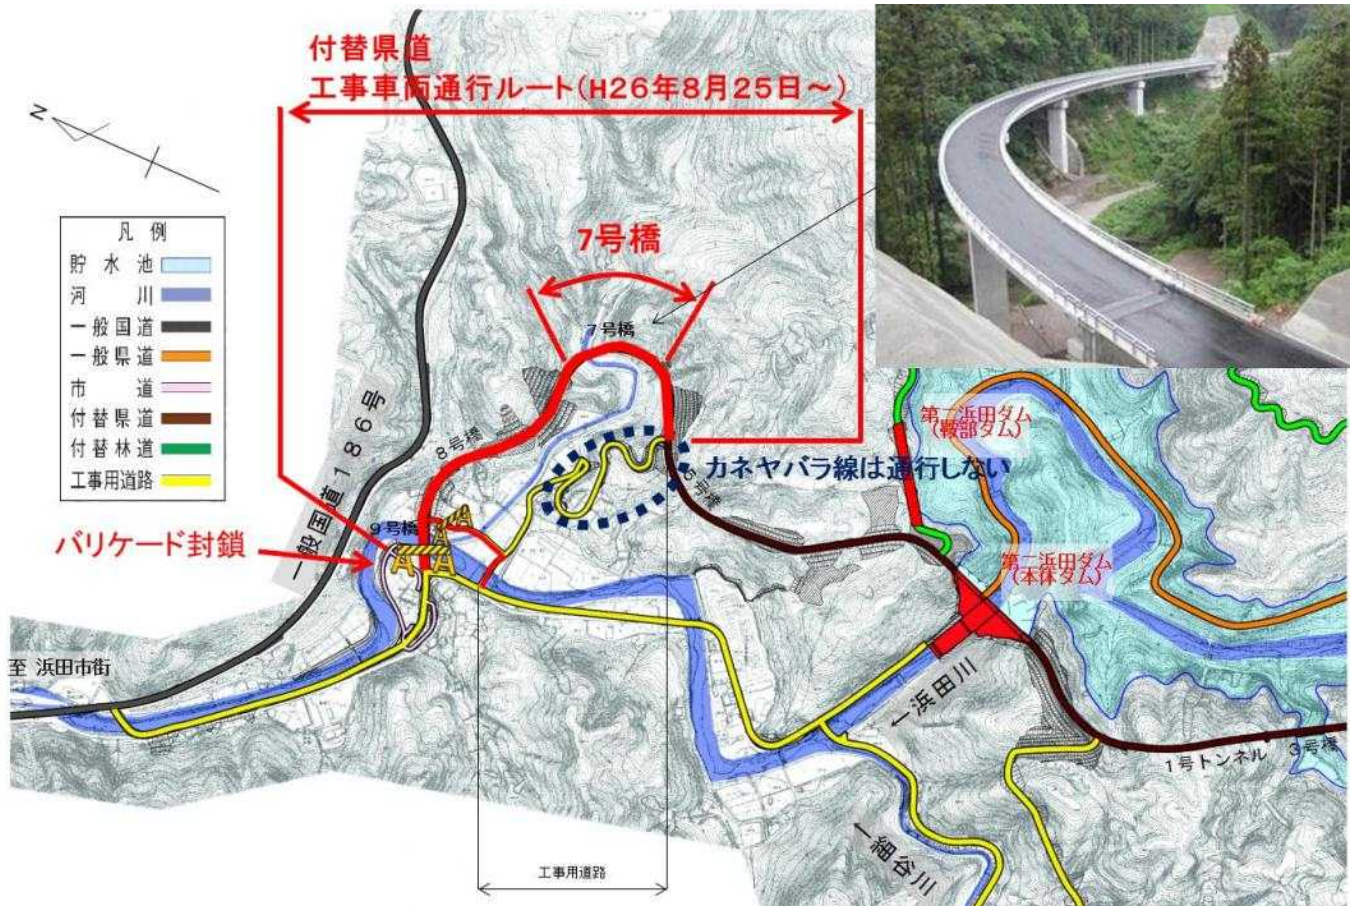 付替県道
工事車両通行ルート(H26年8月25日～)
N
凡例
貯水池
河川
一般国道
一般県道
市道
付替県道
付替林道
工事用道路
7号橋
7号橋
8号橋
9号橋
一般国道186号
バリケード封鎖
カネヤバラ線は通行しない
第二浜田ダム
(鞍部ダム)
第二浜田ダム
(本体ダム)
至 浜田市街
←浜田川
←細谷川
1号トンネル
3号橋
工事用道路